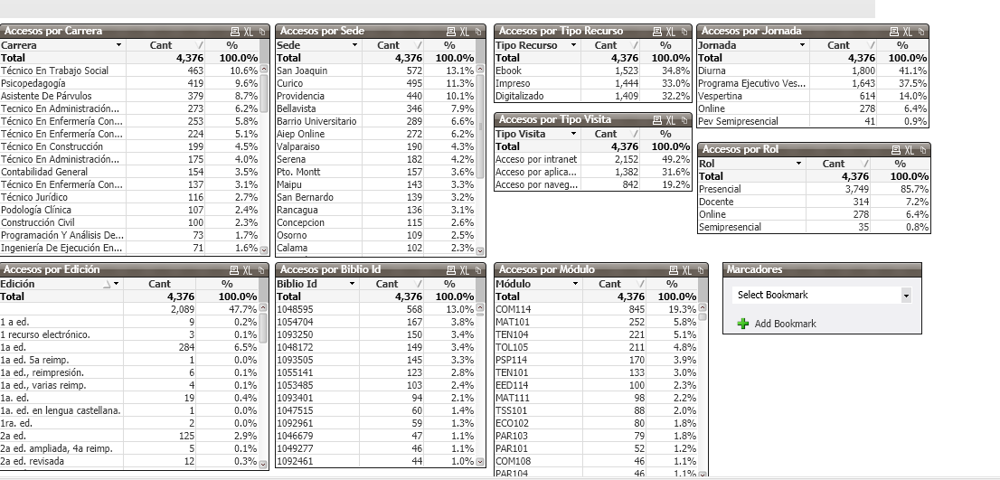 Accesos por Carrera XL
Carrera Cant %
Total 4,376 100.0%
Técnico En Trabajo Social 463 10.6%
Psicopedagogía 419 9.6%
Asistente De Párvulos 379 8.7%
Tecnico En Administración... 273 6.2%
Técnico En Enfermería Con... 253 5.8%
Técnico En Enfermería Con... 224 5.1%
Técnico En Construcción 199 4.5%
Técnico En Administración... 175 4.0%
Contabilidad General 154 3.5%
Técnico En Enfermería Con... 137 3.1%
Técnico Jurídico 116 2.7%
Podología Clínica 107 2.4%
Construcción Civil 100 2.3%
Programación Y Análisis De... 73 1.7%
Ingeniería De Ejecución En... 71 1.6%
Accesos por Sede XL
Sede Cant %
Total 4,376 100.0%
San Joaquin 572 13.1%
Curico 495 11.3%
Providencia 440 10.1%
Bellavista 346 7.9%
Barrio Universitario 289 6.6%
Aiep Online 272 6.2%
Valparaiso 190 4.3%
Serena 182 4.2%
Pto. Montt 157 3.6%
Maipu 143 3.3%
San Bernardo 139 3.2%
Rancagua 136 3.1%
Concepcion 115 2.6%
Osorno 109 2.5%
Calama 102 2.3%
Accesos por Tipo Recurso XL
Tipo Recurso Cant %
Total 4,376 100.0%
Ebook 1,523 34.8%
Impreso 1,444 33.0%
Digitalizado 1,409 32.2%
Accesos por Tipo Visita XL
Tipo Visita Cant %
Total 4,376 100.0%
Acceso por intranet 2,152 49.2%
Acceso por aplica... 1,382 31.6%
Acceso por naveg... 842 19.2%
Accesos por Jornada XL
Jornada Cant %
Total 4,376 100.0%
Diurna 1,800 41.1%
Programa Ejecutivo Ves... 1,643 37.5%
Vespertina 614 14.0%
Online 278 6.4%
Pev Semipresencial 41 0.9%
Accesos por Rol XL
Rol Cant %
Total 4,376 100.0%
Presencial 3,749 85.7%
Docente 314 7.2%
Online 278 6.4%
Semipresencial 35 0.8%
Accesos por Edición XL
Edición Cant %
Total 4,376 100.0%
2,089 47.7%
1 a ed. 9 0.2%
1 recurso electrónico. 3 0.1%
1a ed. 284 6.5%
1a ed. 5a reimp. 1 0.0%
1a ed., reimpresión. 6 0.1%
1a ed., varias reimp. 4 0.1%
1a. ed. 19 0.4%
1a. ed. en lengua castellana. 1 0.0%
1ra. ed. 2 0.0%
2a ed. 125 2.9%
2a ed. ampliada, 4a reimp. 5 0.1%
2a ed. revisada 12 0.3%
Accesos por Biblio Id XL
Biblio Id Cant %
Total 4,376 100.0%
1048595 568 13.0%
1054704 167 3.8%
1093250 150 3.4%
1048172 149 3.4%
1093505 145 3.3%
1055141 123 2.8%
1053485 103 2.4%
1093401 94 2.1%
1047515 60 1.4%
1092961 59 1.3%
1046679 47 1.1%
1049277 46 1.1%
1092461 44 1.0%
Accesos por Módulo XL
Módulo Cant %
Total 4,376 100.0%
COM114 845 19.3%
MAT101 252 5.8%
TEN104 221 5.1%
TOL105 211 4.8%
PSP114 170 3.9%
TEN101 133 3.0%
EED114 100 2.3%
MAT111 98 2.2%
TSS101 88 2.0%
ECO102 80 1.8%
PAR103 79 1.8%
PAR101 52 1.2%
COM108 46 1.1%
PAR104 46 1.1%
Marcadores
Select Bookmark
Add Bookmark